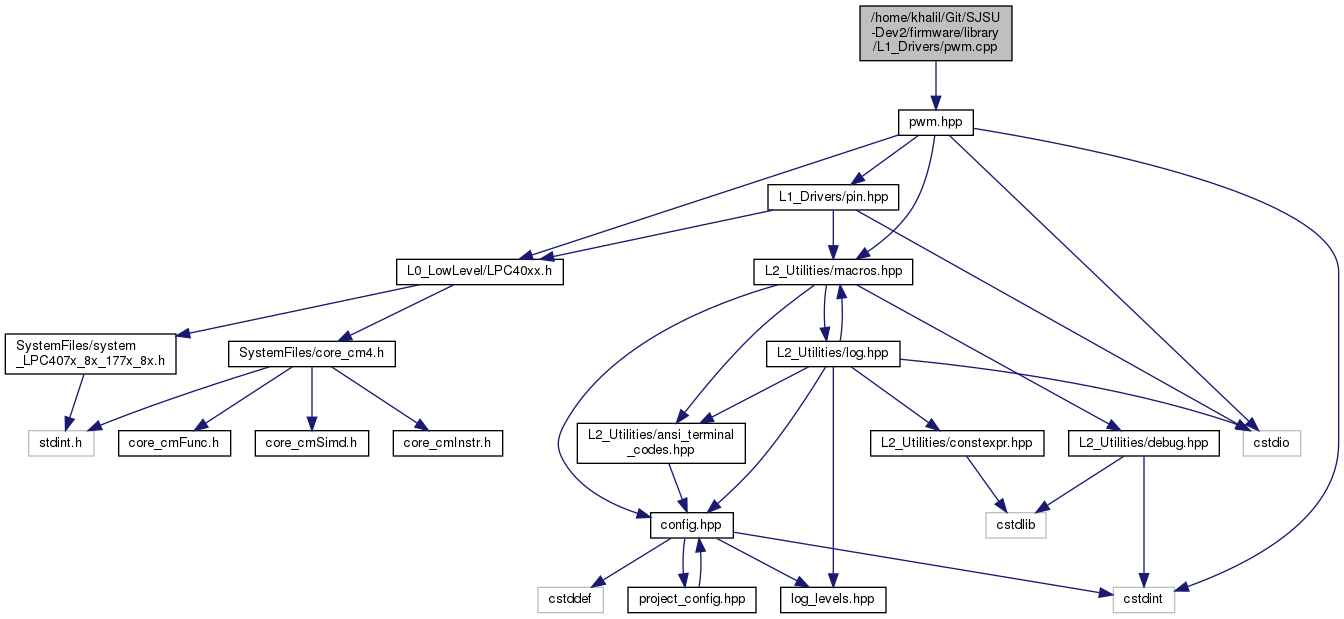 /home/khalil/Git/SJSU
-Dev2/firmware/library
/L1_Drivers/pwm.cpp
pwm.hpp
L1_Drivers/pin.hpp
L0_LowLevel/LPC40xx.h
L2_Utilities/macros.hpp
SystemFiles/system
_LPC407x_8x_177x_8x.h
SystemFiles/core_cm4.h
L2_Utilities/log.hpp
stdint.h
core_cmFunc.h
core_cmSimd.h
core_cmInstr.h
L2_Utilities/ansi_terminal
_codes.hpp
L2_Utilities/constexpr.hpp
L2_Utilities/debug.hpp
cstdio
config.hpp
cstdlib
cstddef
project_config.hpp
log_levels.hpp
cstdint